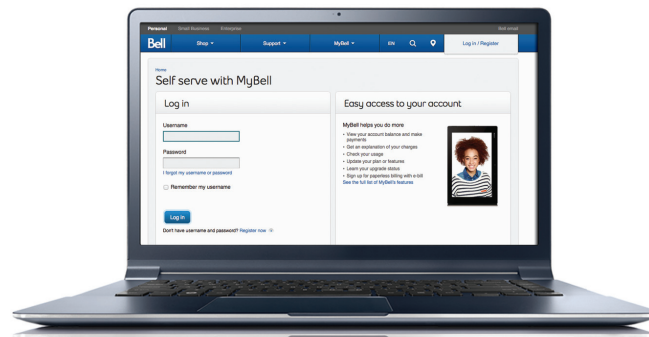 Personal Small Business Enterprise Bell email
Bell Shop MyBell Support EN Log in / Register
Home
Self serve with MyBell
Log in
Username
Password
I forgot my username or password
Remember my username
Log in
Don't have username and password? Register now
Easy access to your account
MyBell helps you do more
• View your account balance and make
payments
• Get an explanation of your charges
• Check your usage
• Update your plan or features
• Learn your upgrade status
• Sign up for paperless billing with e-bill
See the full list of MyBell's features